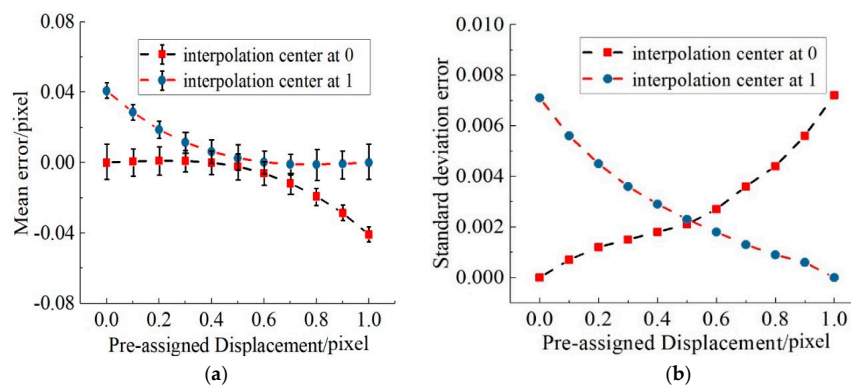 0.08
0.04
0.00
-0.04
-0.08
Mean error/pixel
interpolation center at 0
interpolation center at 1
0.0 0.2 0.4 0.6 0.8 1.0
Pre-assigned Displacement/pixel
(a)
0.010
0.008
0.006
0.004
0.002
0.000
Standard deviation error
interpolation center at 0
interpolation center at 1
0.0 0.2 0.4 0.6 0.8 1.0
Pre-assigned Displacement/pixel
(b)